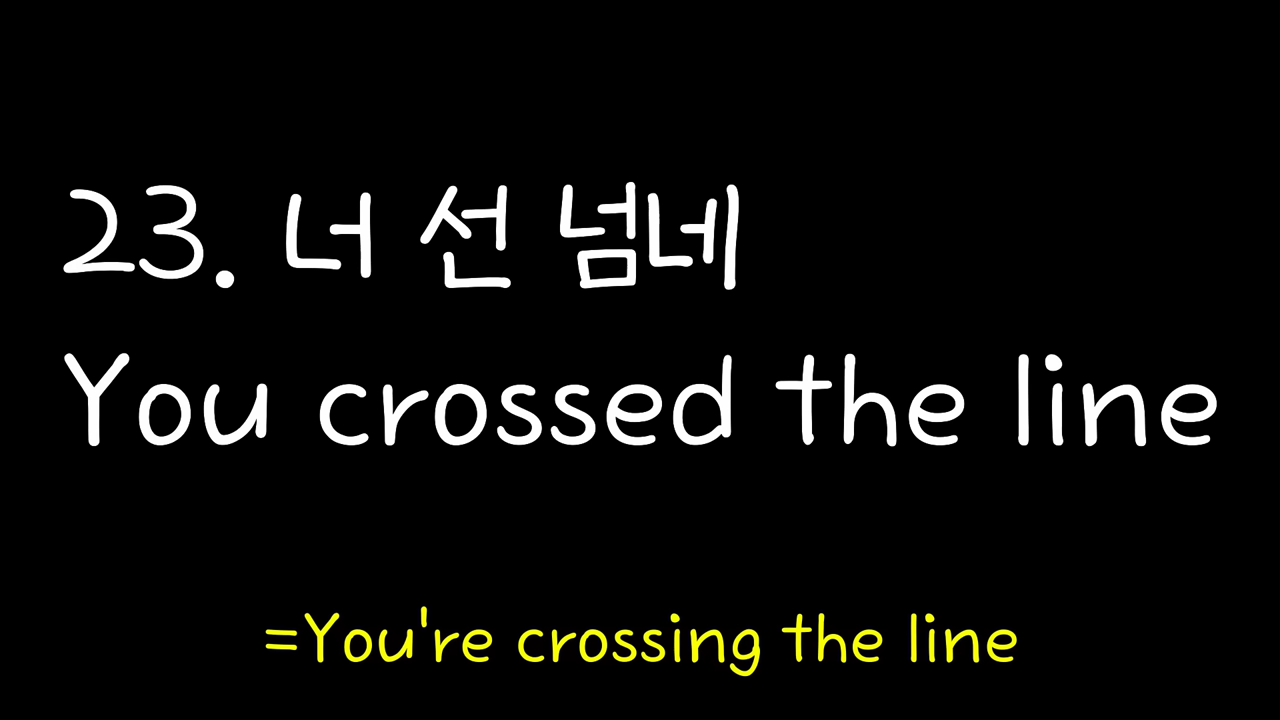 23. 너 선 넘네
You crossed the line
=You're crossing the line